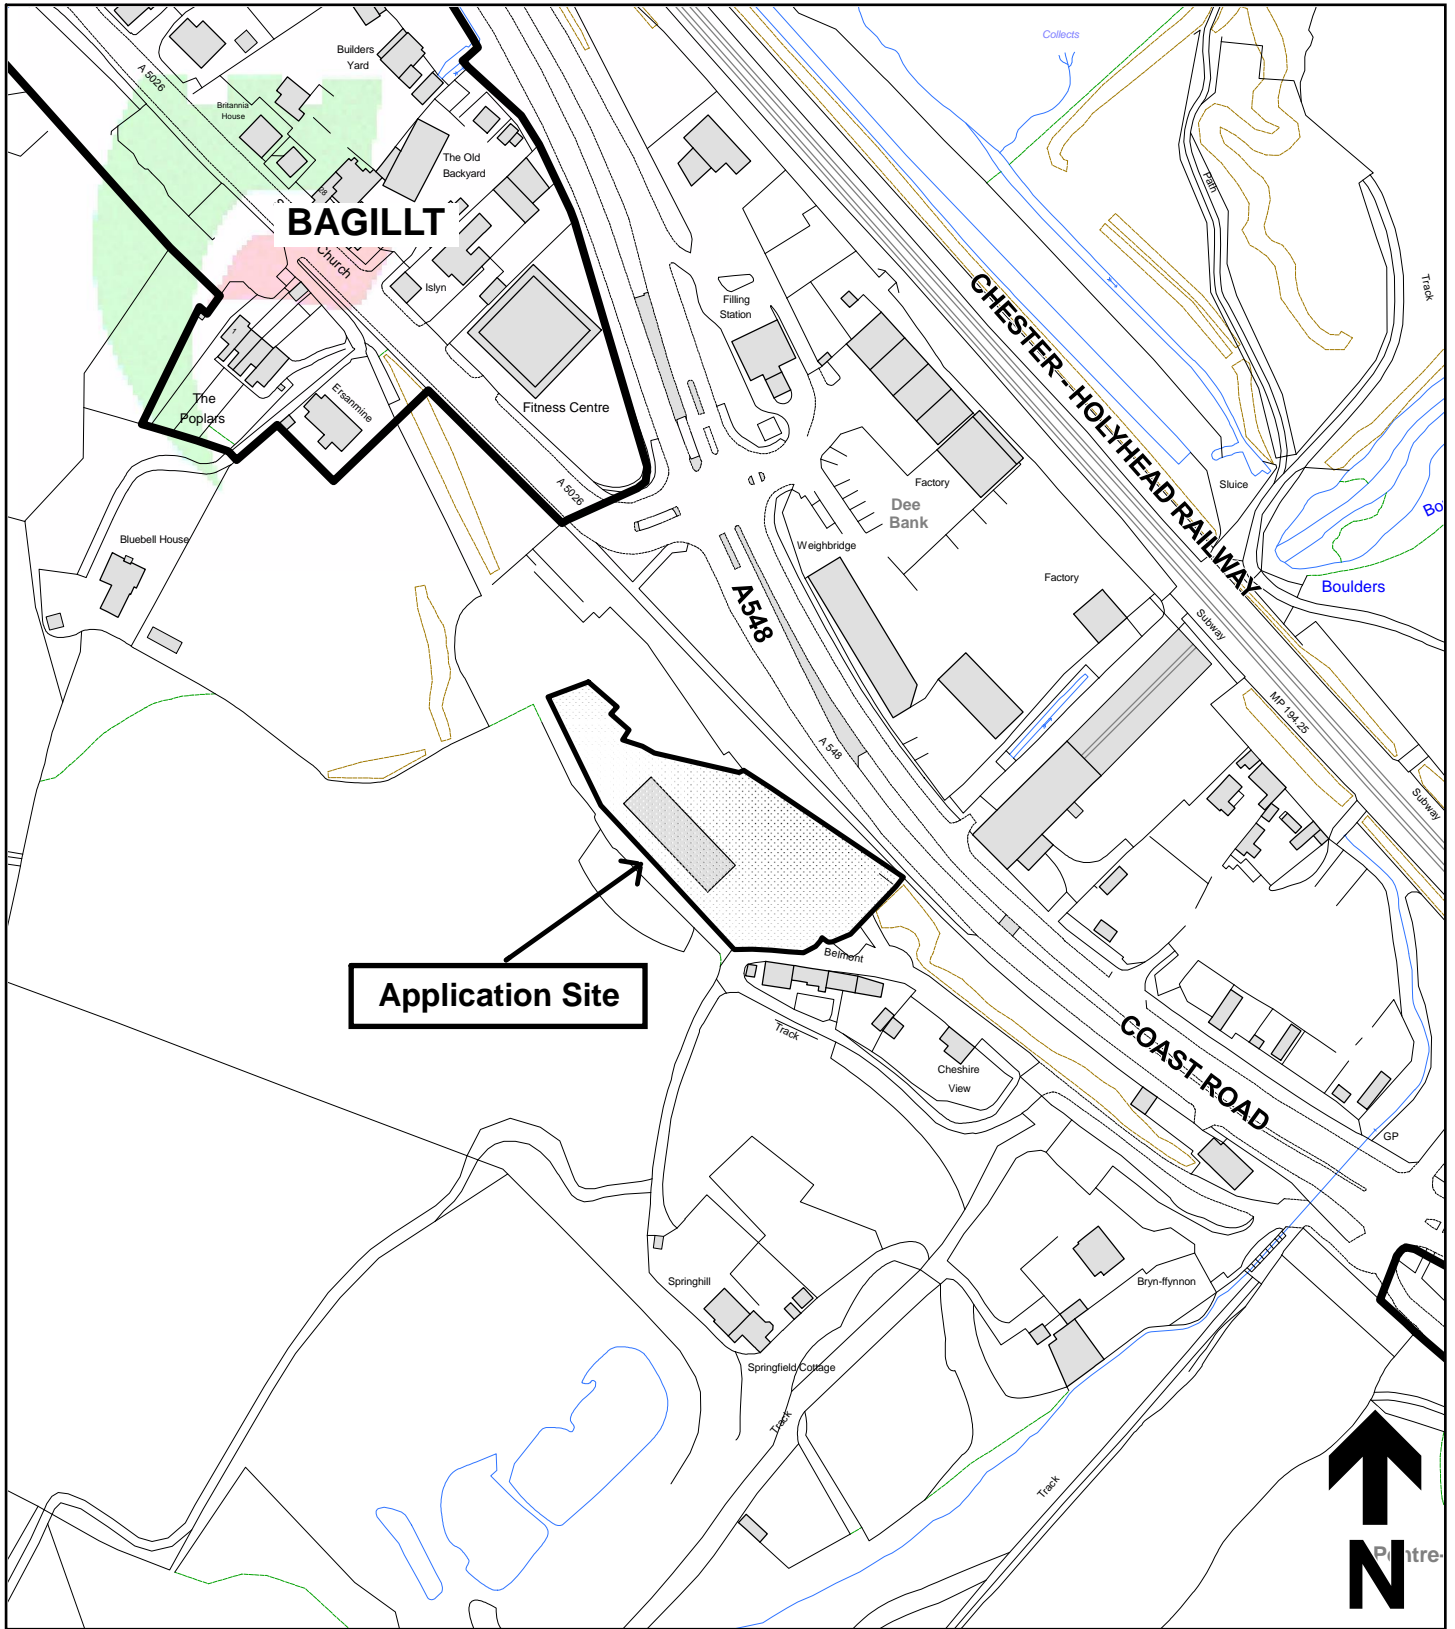 Collects
Builders
Yard
A 5026
Britannia
House
The Old
Backyard
28
BAGILLT
Church
Path
Track
Islyn
Filling
Station
CHESTER - HOLYHEAD RAILWAY
1
The
Poplars
Ersanmine
Fitness Centre
A 5026
Factory
Dee
Bank
Sluice
Weighbridge
Bluebell House
Factory
Boulders
A548
Subway
MP 194.25
A 548
Subway
Application Site
Belmont
Track
Cheshire
View
COAST ROAD
GP
Springhill
Bryn-ffynnon
Springfield Cottage
Track
Track
N